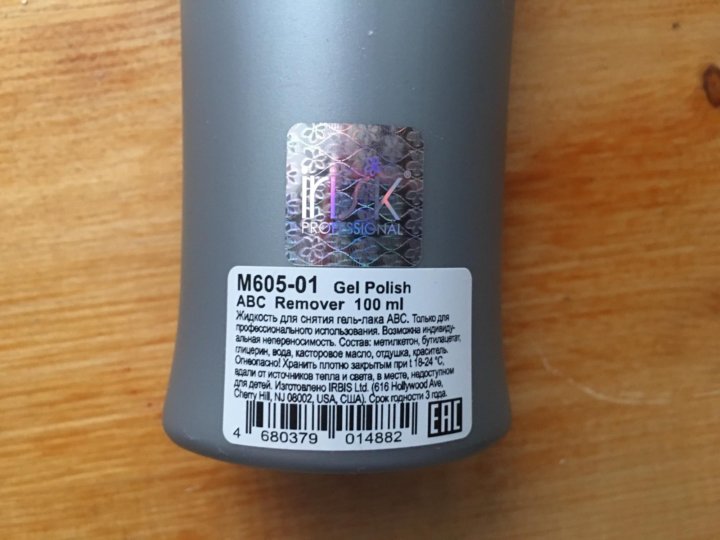 irisk®
PROFESSIONAL
M605-01 Gel Polish
ABC Remover 100 ml
Жидкость для снятия гель-лака ABC. Только для
профессионального использования. Возможна индивиду-
альная непереносимость. Состав: метилкетон, бутилацетат,
глицерин, вода, касторовое масло, отдушка, краситель.
Огнеопасно! Хранить плотно закрытым при t 18-24 °C,
вдали от источников тепла и света, в месте, недоступном
для детей. Изготовлено IRBIS Ltd. (616 Hollywood Ave,
Cherry Hill, NJ 08002, USA, США). Срок годности 3 года.
4 680379 014882 EAC